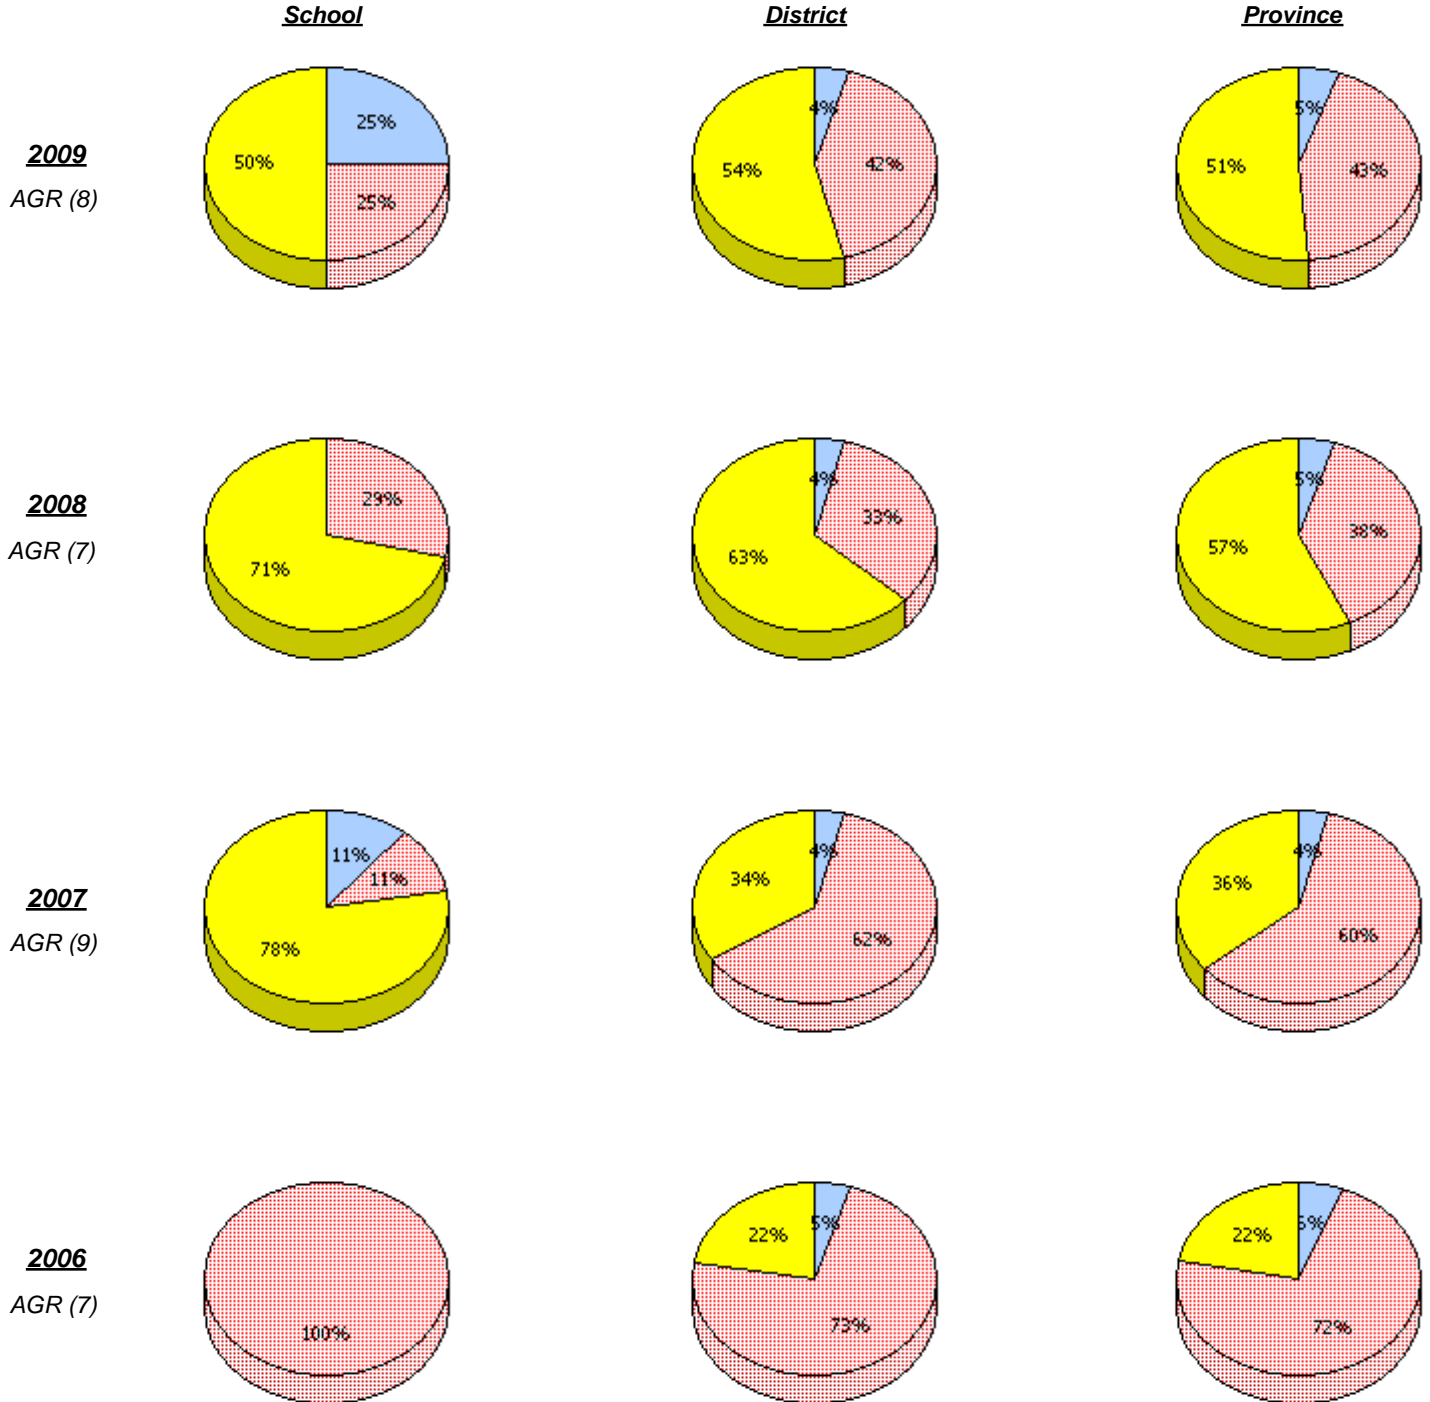 School District Province
25% 4% 5%
2009 50% 54% 42% 51% 43%
AGR (8) 25%
29% 4% 5%
2008 33% 38%
AGR (7) 71% 63% 57%
11% 4% 4%
2007 11% 34% 36%
AGR (9) 78% 62% 60%
5%
2006 22% 22%
AGR (7) 100% 73% 72%